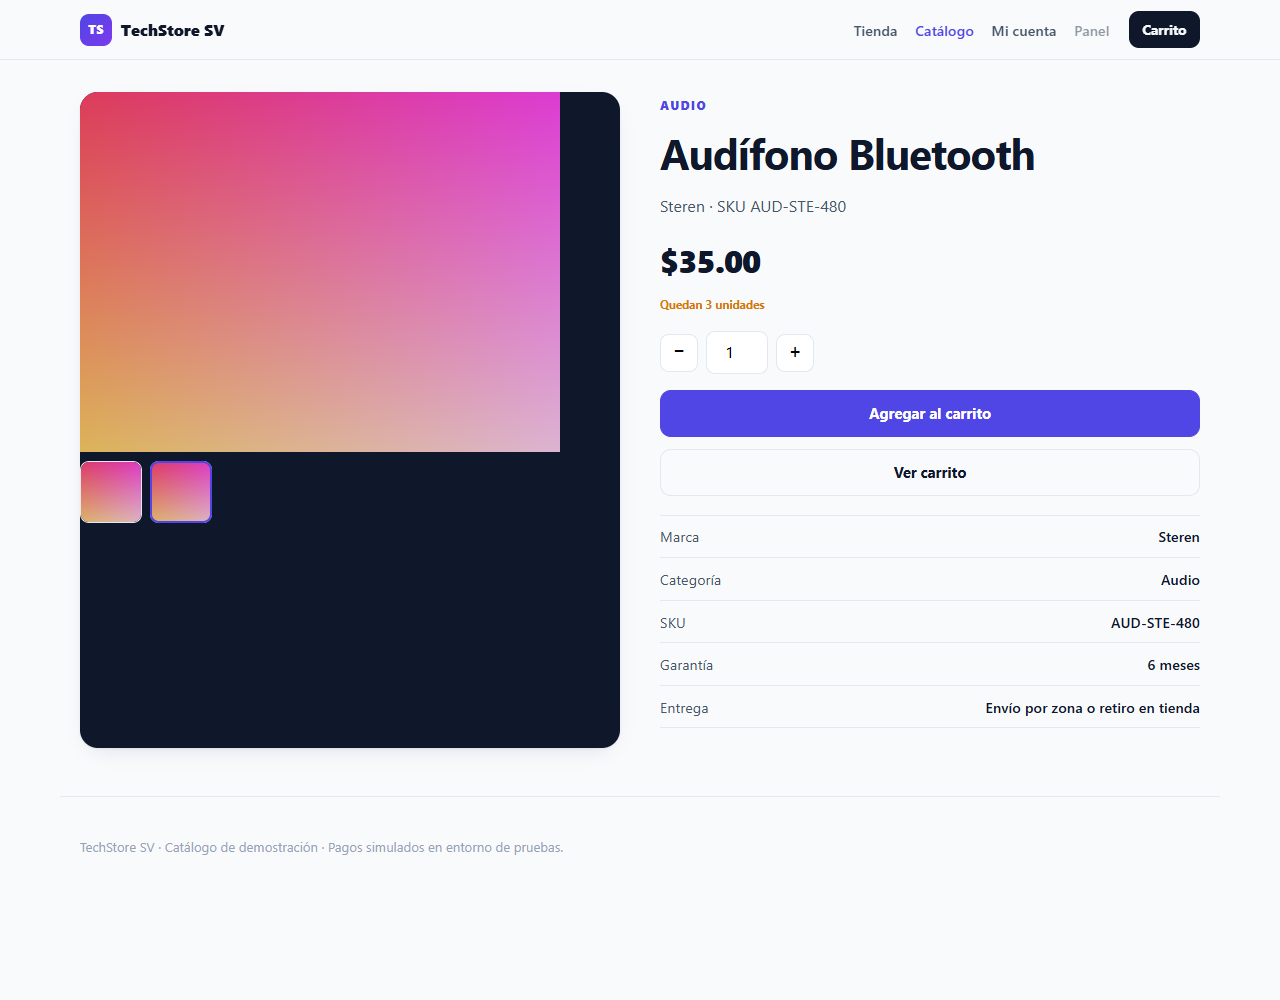 TS TechStore SV
Tienda Catálogo Mi cuenta Panel Carrito
AUDIO
Audífono Bluetooth
Steren · SKU AUD-STE-480
$35.00
Quedan 3 unidades
− 1 +
Agregar al carrito
Ver carrito
Marca Steren
Categoría Audio
SKU AUD-STE-480
Garantía 6 meses
Entrega Envío por zona o retiro en tienda
TechStore SV · Catálogo de demostración · Pagos simulados en entorno de pruebas.